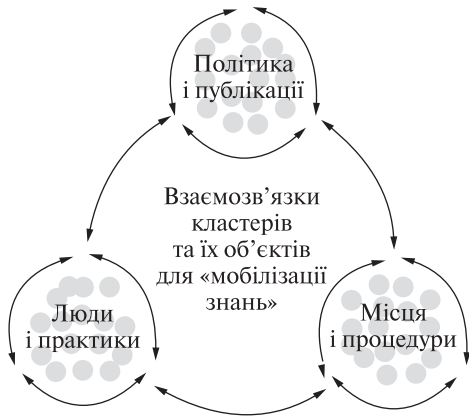 Політика
і публікації
Взаємозв’язки
кластерів
та їх об’єктів
для «мобілізації
знань»
Люди
і практики
Місця
і процедури